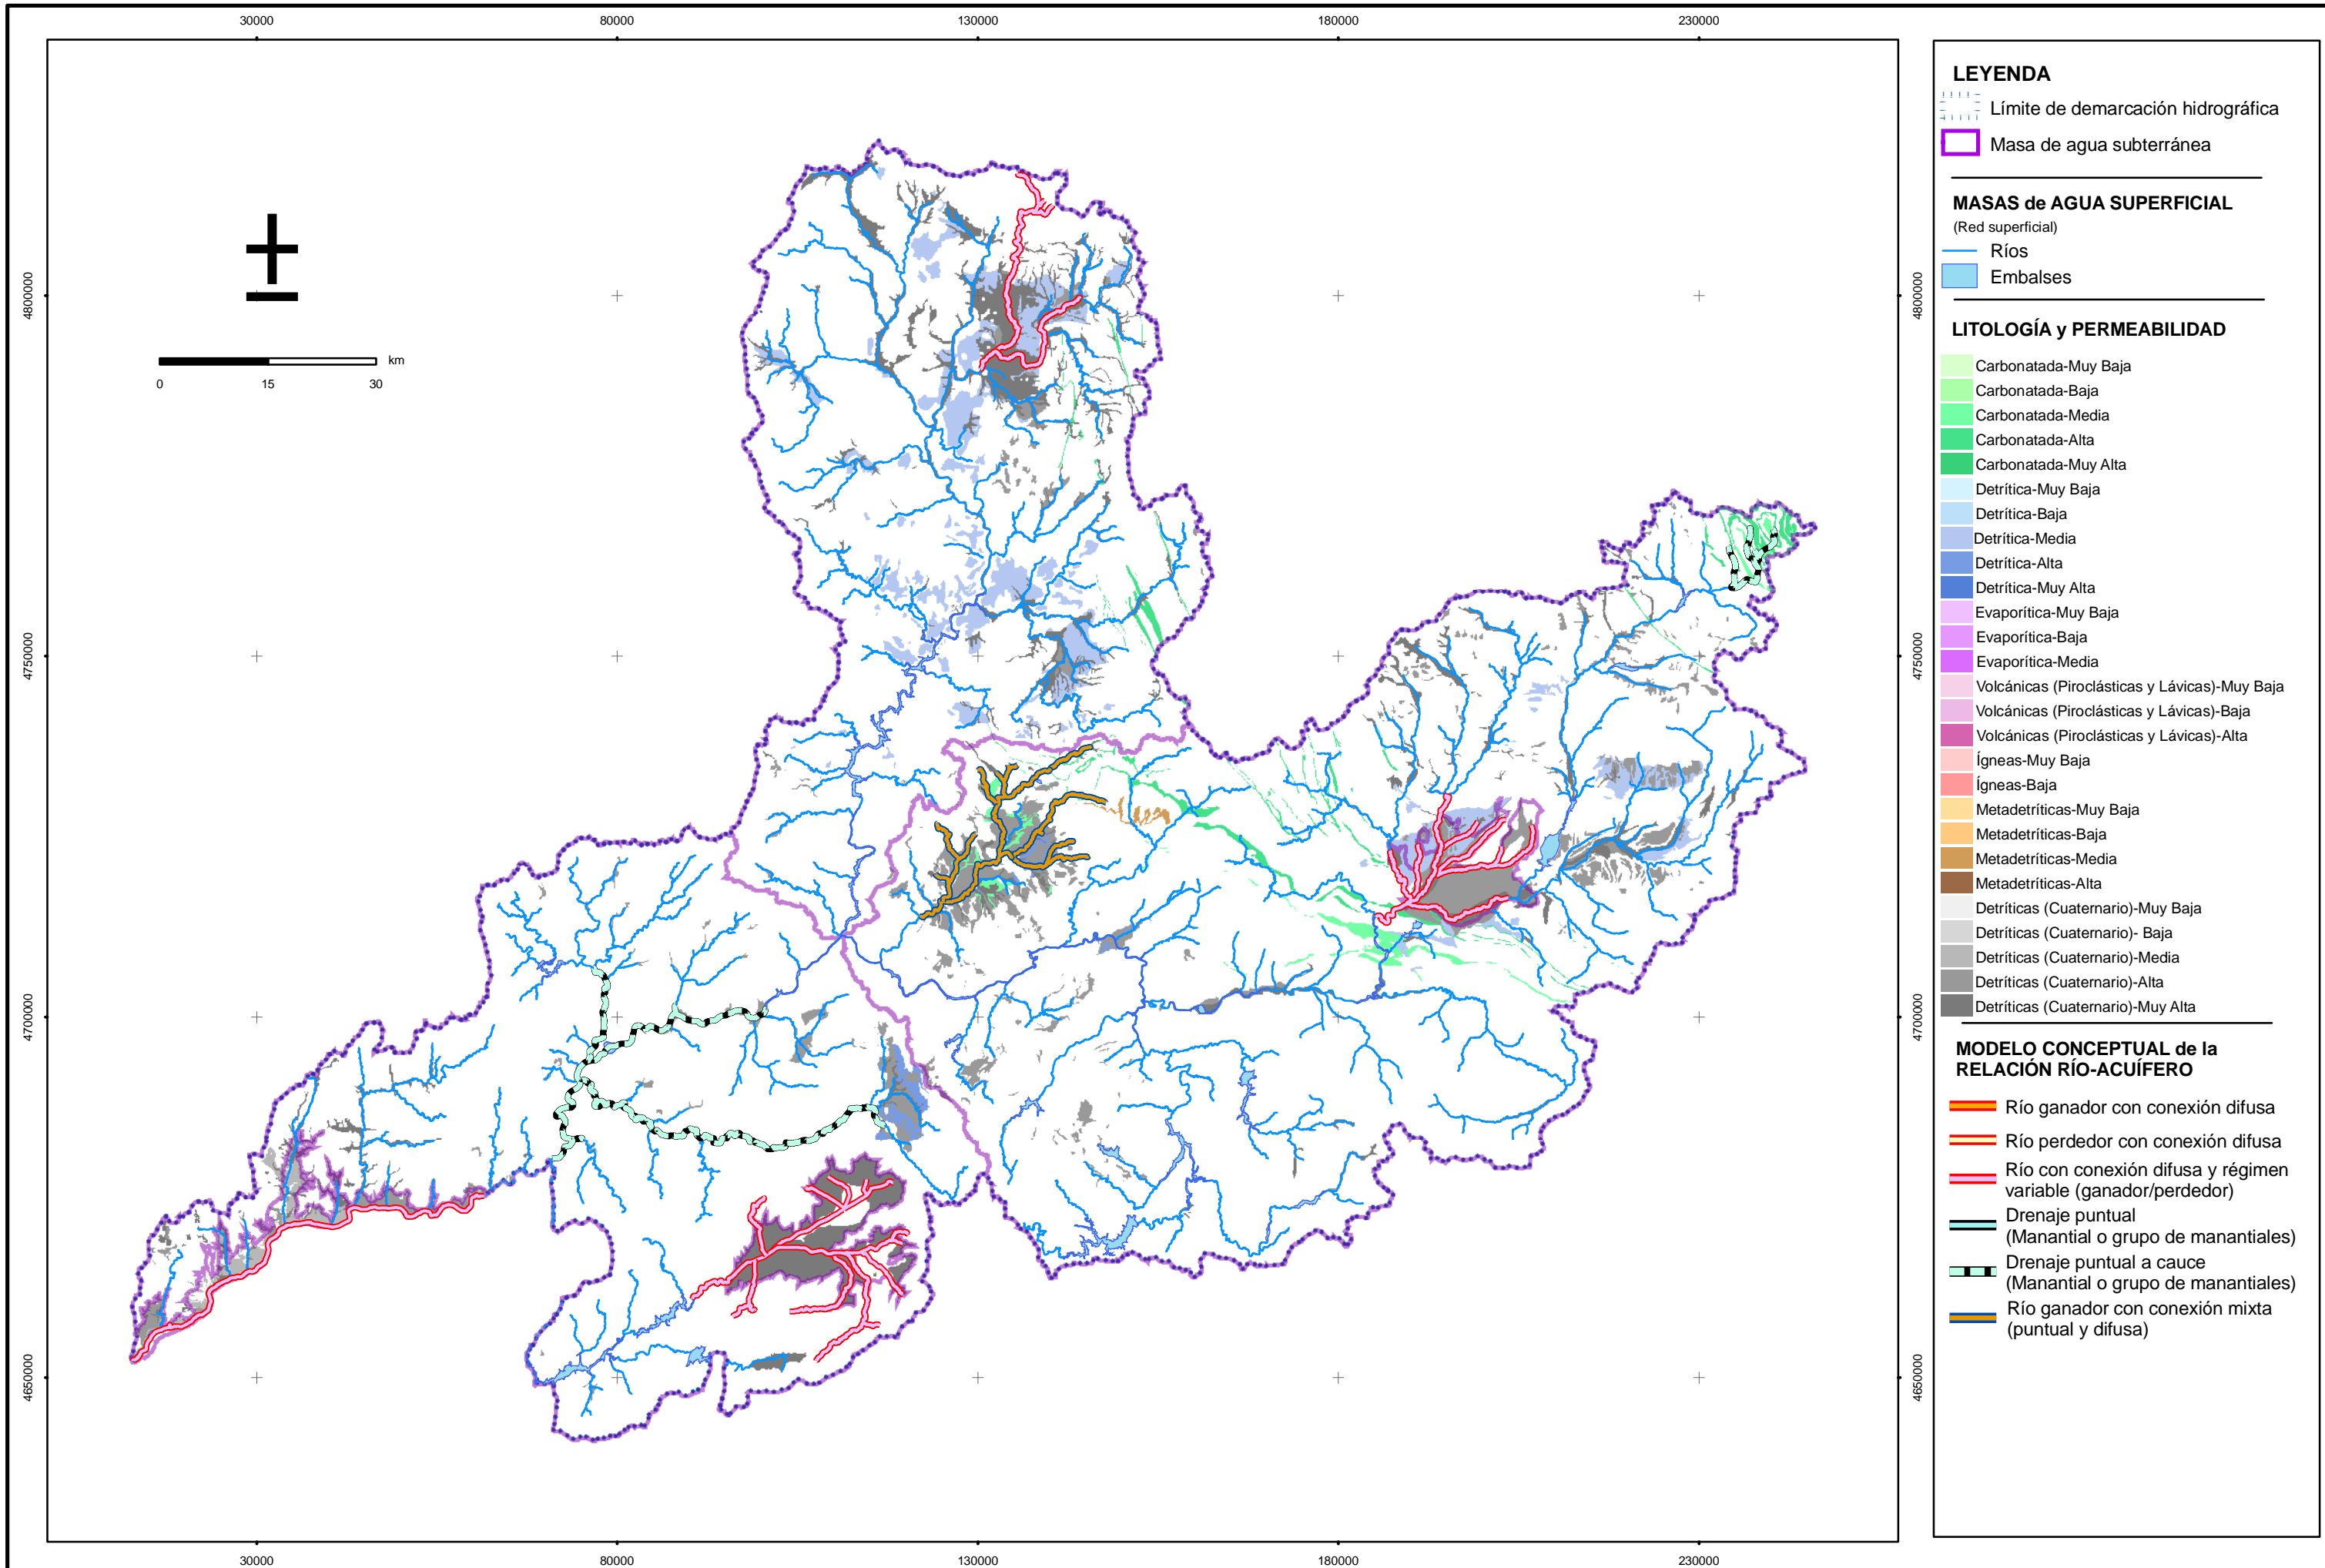 30000
80000
130000
180000
230000
4800000
4750000
4700000
4650000
4800000
4750000
4700000
4650000
km
0
15
30
30000
80000
130000
180000
230000
LEYENDA
Límite de demarcación hidrográfica
Masa de agua subterránea
MASAS de AGUA SUPERFICIAL
(Red superficial)
Ríos
Embalses
LITOLOGÍA y PERMEABILIDAD
Carbonatada-Muy Baja
Carbonatada-Baja
Carbonatada-Media
Carbonatada-Alta
Carbonatada-Muy Alta
Detrítica-Muy Baja
Detrítica-Baja
Detrítica-Media
Detrítica-Alta
Detrítica-Muy Alta
Evaporítica-Muy Baja
Evaporítica-Baja
Evaporítica-Media
Volcánicas (Piroclásticas y Lávicas)-Muy Baja
Volcánicas (Piroclásticas y Lávicas)-Baja
Volcánicas (Piroclásticas y Lávicas)-Alta
Ígneas-Muy Baja
Ígneas-Baja
Metadetríticas-Muy Baja
Metadetríticas-Baja
Metadetríticas-Media
Metadetríticas-Alta
Detríticas (Cuaternario)-Muy Baja
Detríticas (Cuaternario)- Baja
Detríticas (Cuaternario)-Media
Detríticas (Cuaternario)-Alta
Detríticas (Cuaternario)-Muy Alta
MODELO CONCEPTUAL de la
RELACIÓN RÍO-ACUÍFERO
Río ganador con conexión difusa
Río perdedor con conexión difusa
Río con conexión difusa y régimen
variable (ganador/perdedor)
Drenaje puntual
(Manantial o grupo de manantiales)
Drenaje puntual a cauce
(Manantial o grupo de manantiales)
Río ganador con conexión mixta
(puntual y difusa)